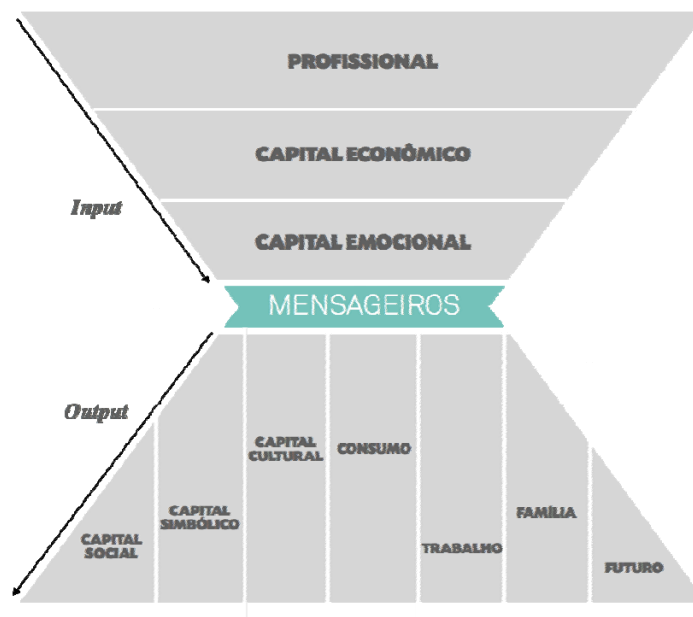 PROFISSIONAL
CAPITAL ECONÔMICO
Input
CAPITAL EMOCIONAL
MENSAGEIROS
Output
CAPITAL
CULTURAL
CONSUMO
CAPITAL
SIMBÓLICO
FAMÍLIA
CAPITAL
SOCIAL
TRABALHO
FUTURO